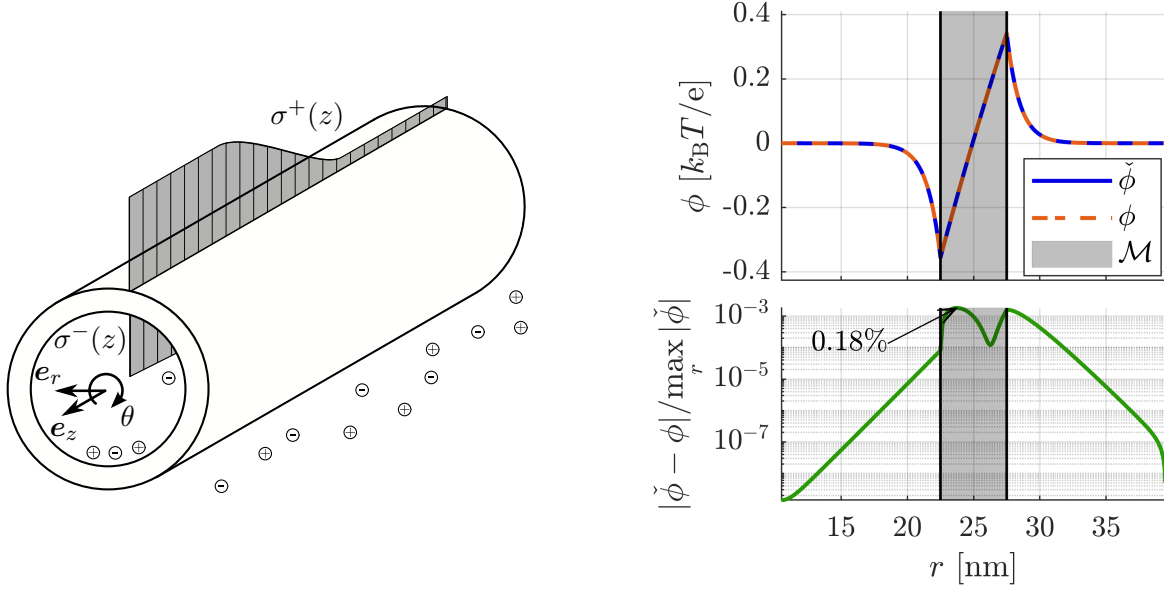 σ⁺(z)
σ⁻(z)
e_r
e_z
θ
ϕ [k_B T/e]
0.4
0.2
0
-0.2
-0.4
ϕ̌
ϕ
ℳ
|ϕ̌ − ϕ|/max_r |ϕ̌|
10⁻³
10⁻⁵
10⁻⁷
0.18%
15 20 25 30 35
r [nm]